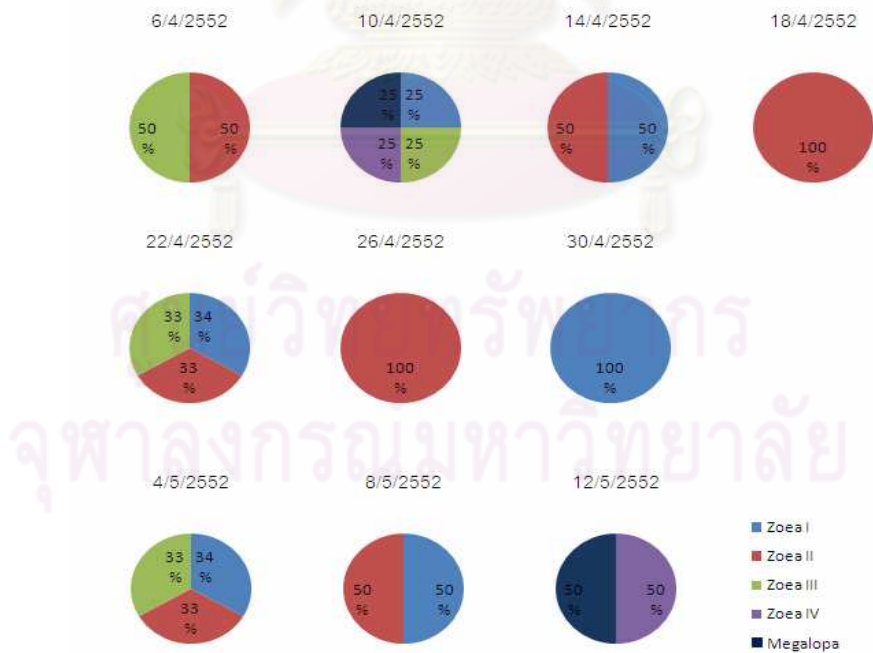 6/4/2552 10/4/2552 14/4/2552 18/4/2552
50 % 50 % 25 % 25 % 25 % 25 % 50 % 50 % 100 %
22/4/2552 26/4/2552 30/4/2552
33 % 34 % 33 % 100 % 100 %
ศูนย์วิทยทรัพยากร
จุฬาลงกรณ์มหาวิทยาลัย
4/5/2552 8/5/2552 12/5/2552
33 % 34 % 33 % 50 % 50 % 50 % 50 %
Zoea I
Zoea II
Zoea III
Zoea IV
Megalopa